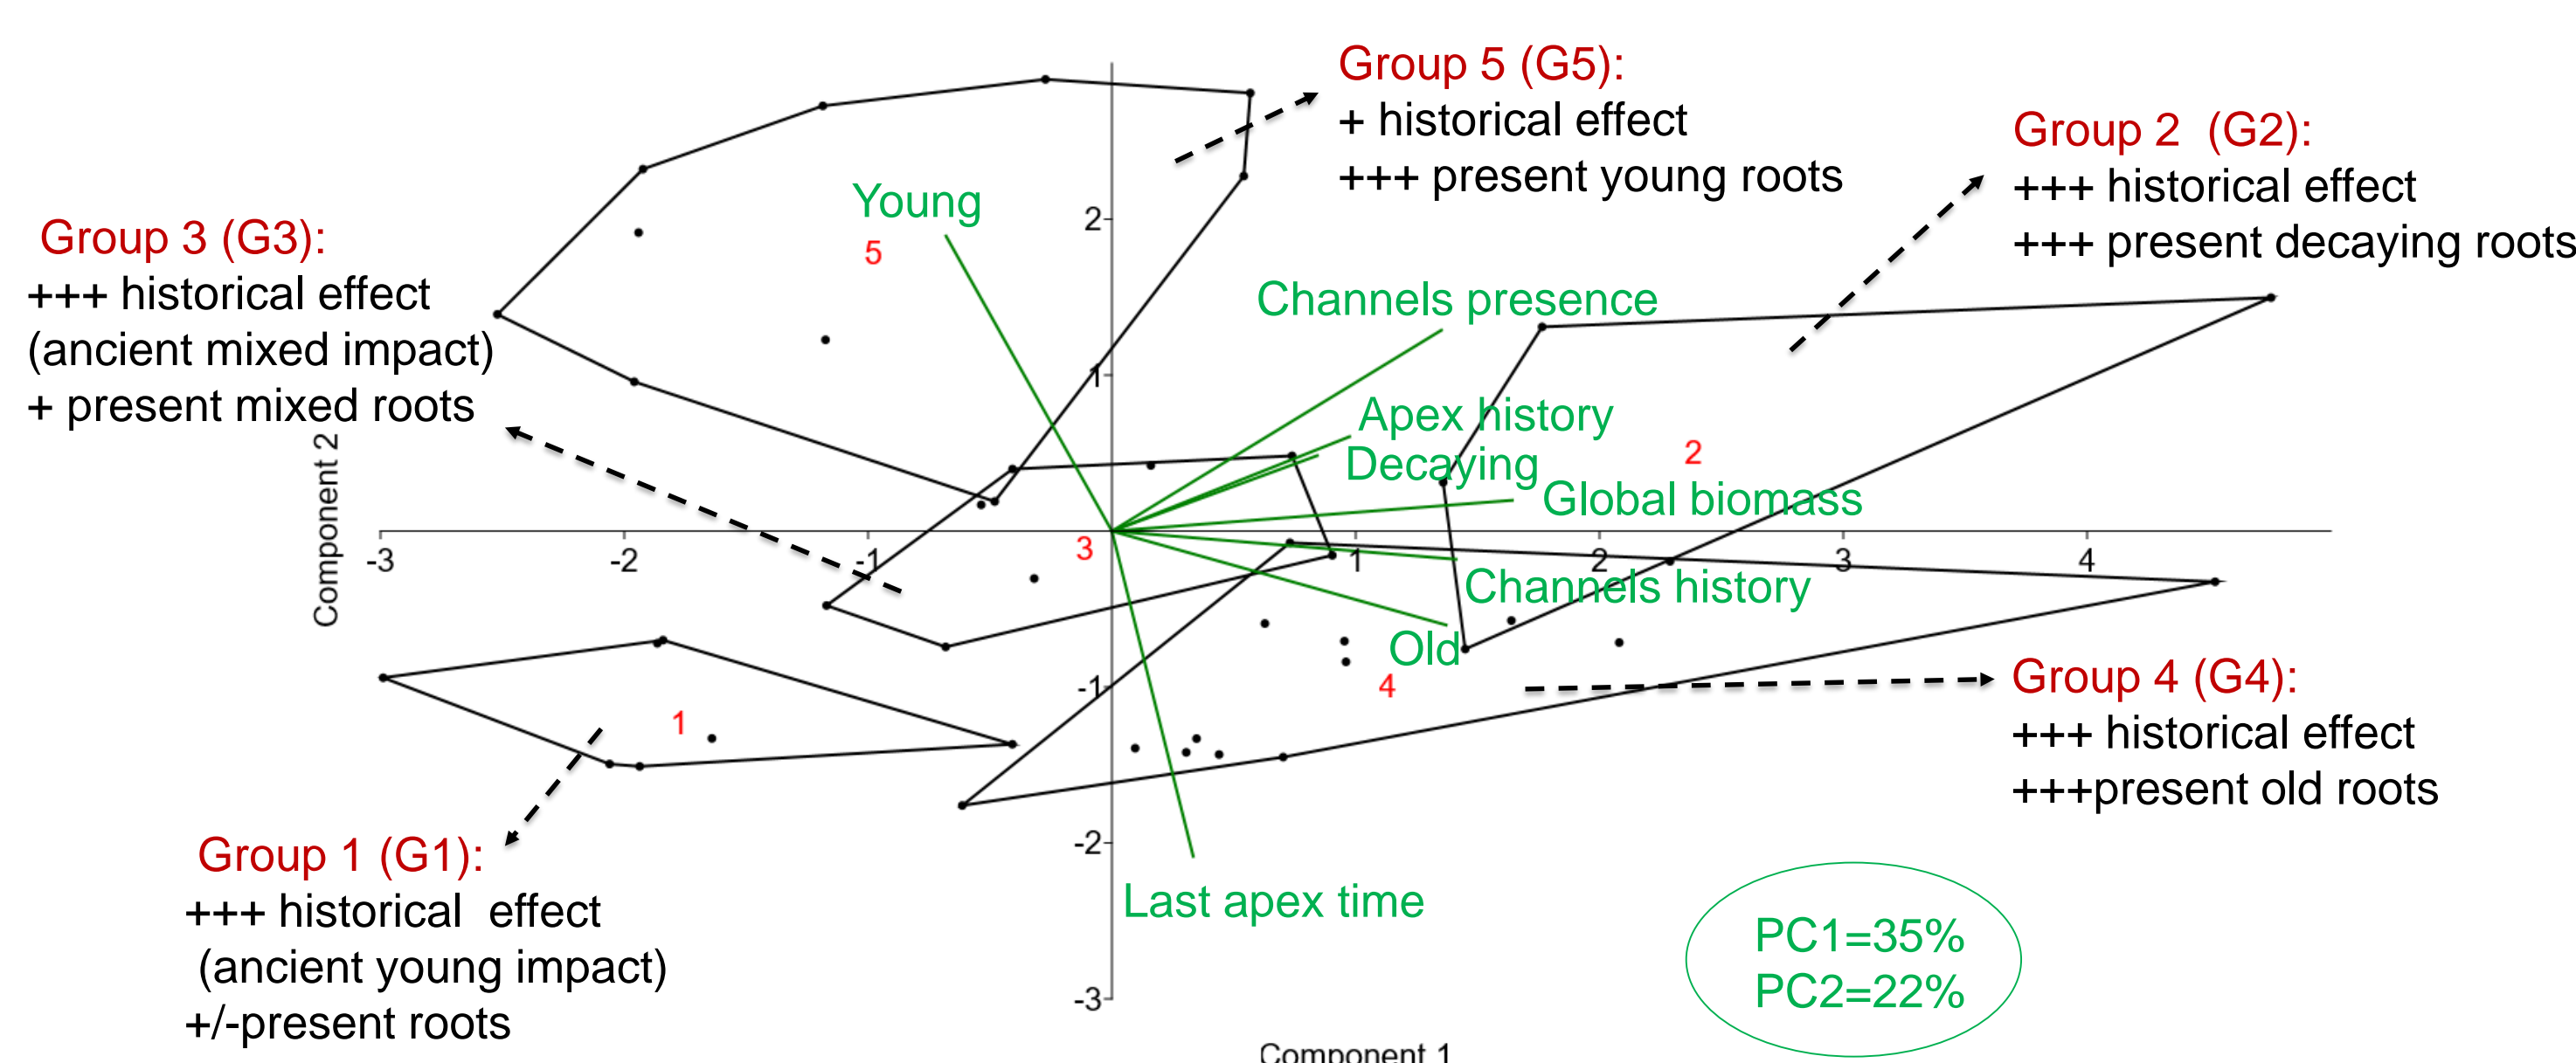 Group 5 (G5):
+ historical effect
+++ present young roots
Group 2 (G2):
+++ historical effect
+++ present decaying roots
Group 3 (G3):
+++ historical effect
(ancient mixed impact)
+ present mixed roots
Young
5
2
Channels presence
1
Apex history
Decaying
2
Global biomass
Component 2
3
-3
-2
-1
1
2
3
4
Channels history
Old
4
-1
1
Group 4 (G4):
+++ historical effect
+++present old roots
-2
Group 1 (G1):
+++ historical effect
(ancient young impact)
+/-present roots
Last apex time
-3
PC1=35%
PC2=22%
Component 1